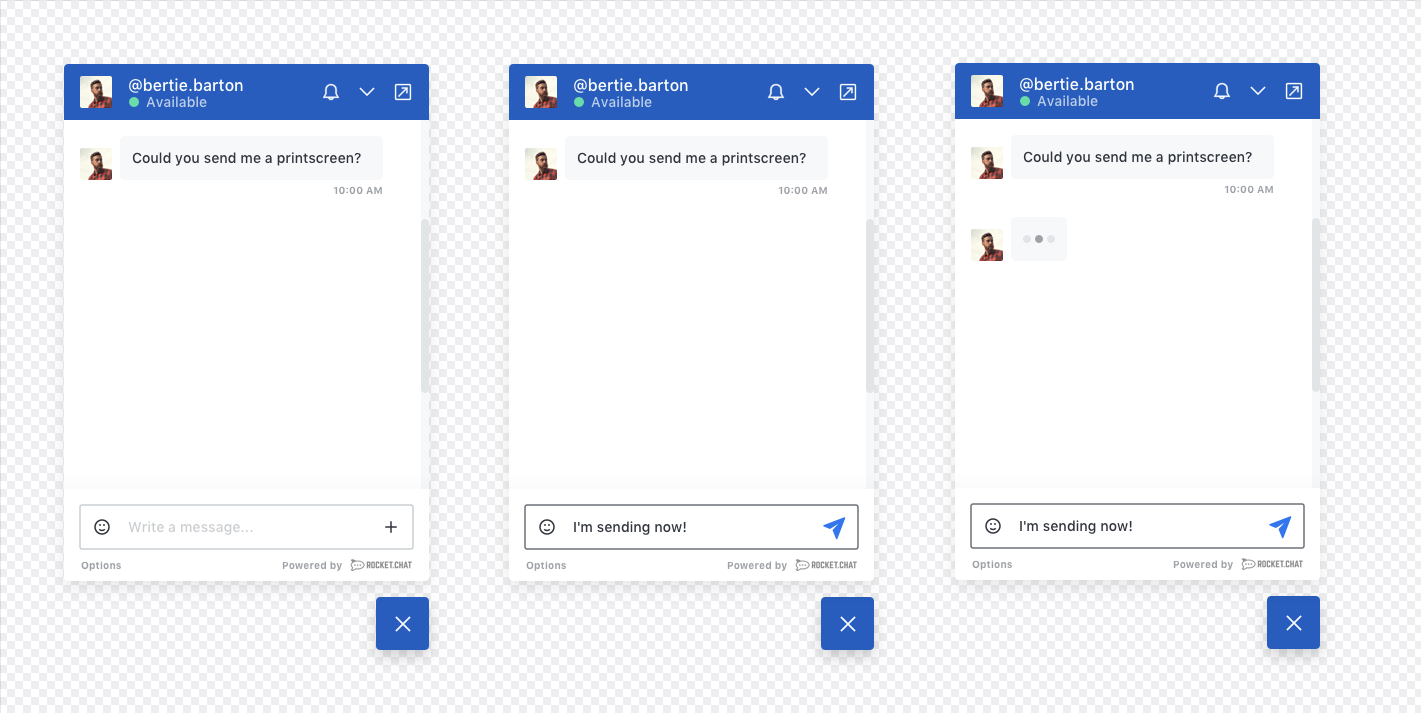 @bertie.barton
Available
Could you send me a printscreen?
10:00 AM
Write a message...
Options
Powered by ROCKET.CHAT
@bertie.barton
Available
Could you send me a printscreen?
10:00 AM
I'm sending now!
Options
Powered by ROCKET.CHAT
@bertie.barton
Available
Could you send me a printscreen?
10:00 AM
I'm sending now!
Options
Powered by ROCKET.CHAT